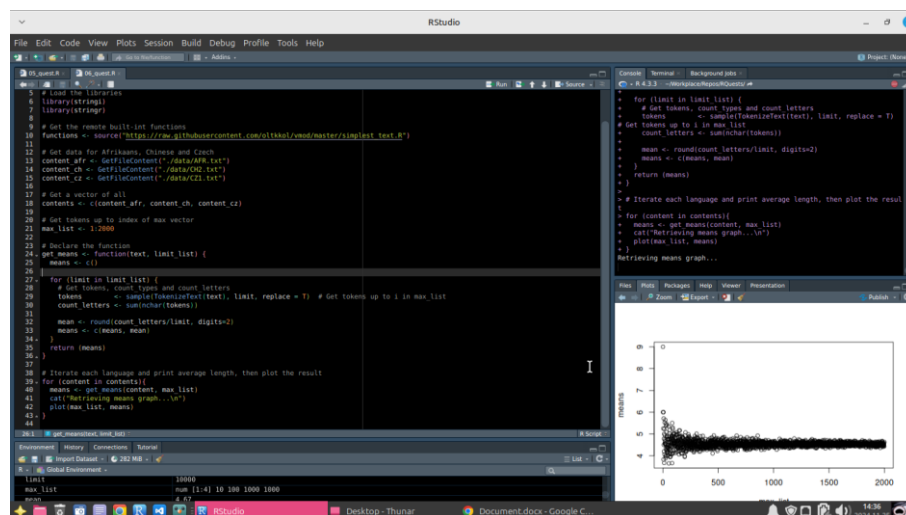 RStudio
File Edit Code View Plots Session Build Debug Profile Tools Help
Go to file/function
Addins
Project: (None
05_quest.R
06_quest.R
Run
Source
5 # Load the libraries
6 library(stringi)
7 library(stringr)
8
9 # Get the remote built-int functions
10 functions <- source("https://raw.githubusercontent.com/oltkkol/vmod/master/simplest_text.R")
11
12 # Get data for Afrikaans, Chinese and Czech
13 content_afr <- GetFileContent("./data/AFR.txt")
14 content_ch <- GetFileContent("./data/CH2.txt")
15 content_cz <- GetFileContent("./data/CZ1.txt")
16
17 # Get a vector of all
18 contents <- c(content_afr, content_ch, content_cz)
19
20 # Get tokens up to index of max vector
21 max_list <- 1:2000
22
23 # Declare the function
24 get_means <- function(text, limit_list) {
25 means <- c()
26
27 for (limit in limit_list) {
28 # Get tokens, count_types and count_letters
29 tokens <- sample(TokenizeText(text), limit, replace = T) # Get tokens up to i in max_list
30 count_letters <- sum(nchar(tokens))
31
32 mean <- round(count_letters/limit, digits=2)
33 means <- c(means, mean)
34 }
35 return (means)
36 }
37
38 # Iterate each language and print average length, then plot the result
39 for (content in contents){
40 means <- get_means(content, max_list)
41 cat("Retrieving means graph...\n")
42 plot(max_list, means)
43 }
44
26:1 get_means(text, limit_list) R Script
Environment History Connections Tutorial
Import Dataset 282 MiB List
R Global Environment
limit 10000
max_list num [1:4] 10 100 1000 1000
mean 4.67
Console Terminal Background Jobs
R 4.3.3 ~/Workplace/Repos/RQuests/
+
+ for (limit in limit_list) {
+ # Get tokens, count_types and count_letters
+ tokens <- sample(TokenizeText(text), limit, replace = T)
# Get tokens up to i in max_list
+ count_letters <- sum(nchar(tokens))
+
+ mean <- round(count_letters/limit, digits=2)
+ means <- c(means, mean)
+ }
+ return (means)
+ }
>
> # Iterate each language and print average length, then plot the resul
t
> for (content in contents){
+ means <- get_means(content, max_list)
+ cat("Retrieving means graph...\n")
+ plot(max_list, means)
+ }
Retrieving means graph...
Files Plots Packages Help Viewer Presentation
Zoom Export Publish
means
9
8
7
6
5
4
0 500 1000 1500 2000
max_list
RStudio
Desktop - Thunar
Document.docx - Google C...
14:36